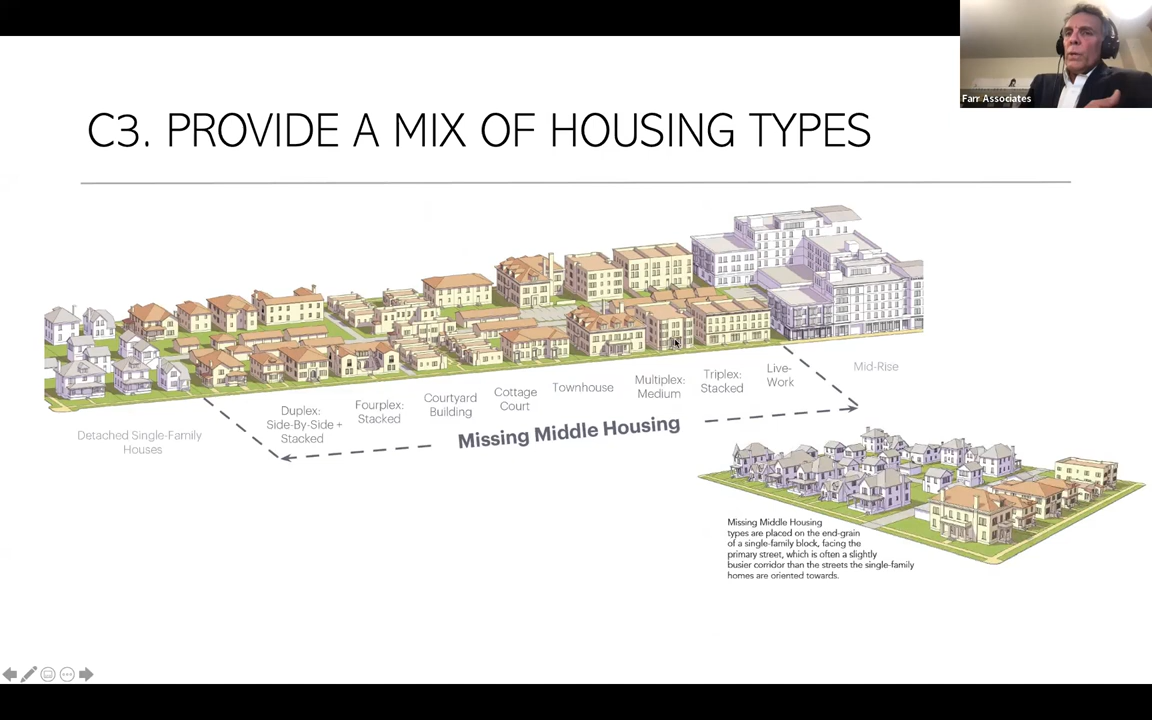 Farr Associates
C3. PROVIDE A MIX OF HOUSING TYPES
Detached Single-Family
Houses
Duplex:
Side-By-Side +
Stacked
Fourplex:
Stacked
Courtyard
Building
Cottage
Court
Townhouse
Multiplex:
Medium
Triplex:
Stacked
Live-
Work
Mid-Rise
Missing Middle Housing
Missing Middle Housing
types are placed on the end-grain
of a single-family block, facing the
primary street, which is often a slightly
busier corridor than the streets the single-family
homes are oriented towards.